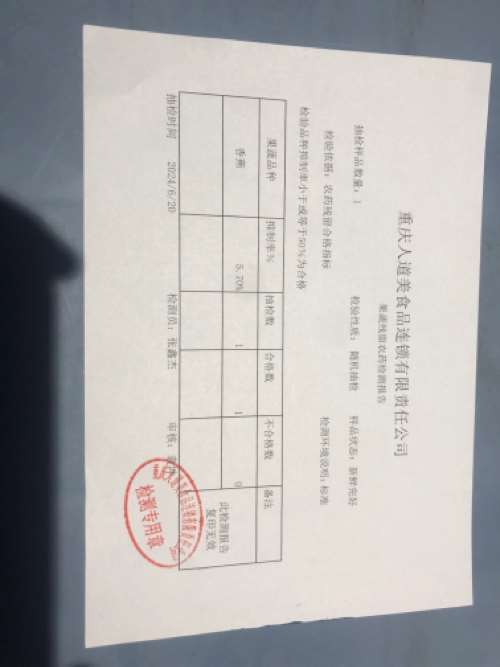 重庆人道美食品连锁有限责任公司
果蔬残留农药检测报告
抽检样品数量：1 检验性质：随机抽检 样品状态：新鲜完好
检验依据：农药残留合格指标 检测环境说明：标准
检验品种抑制率小于或等于50%为合格
果蔬品种 抑制率% 抽检数 合格数 不合格数 备注
香蕉 5.70% 1 1 0 此检测报告
复印无效
抽检时间 2024/6/20 检测员：张鑫杰 审核：
检测专用章